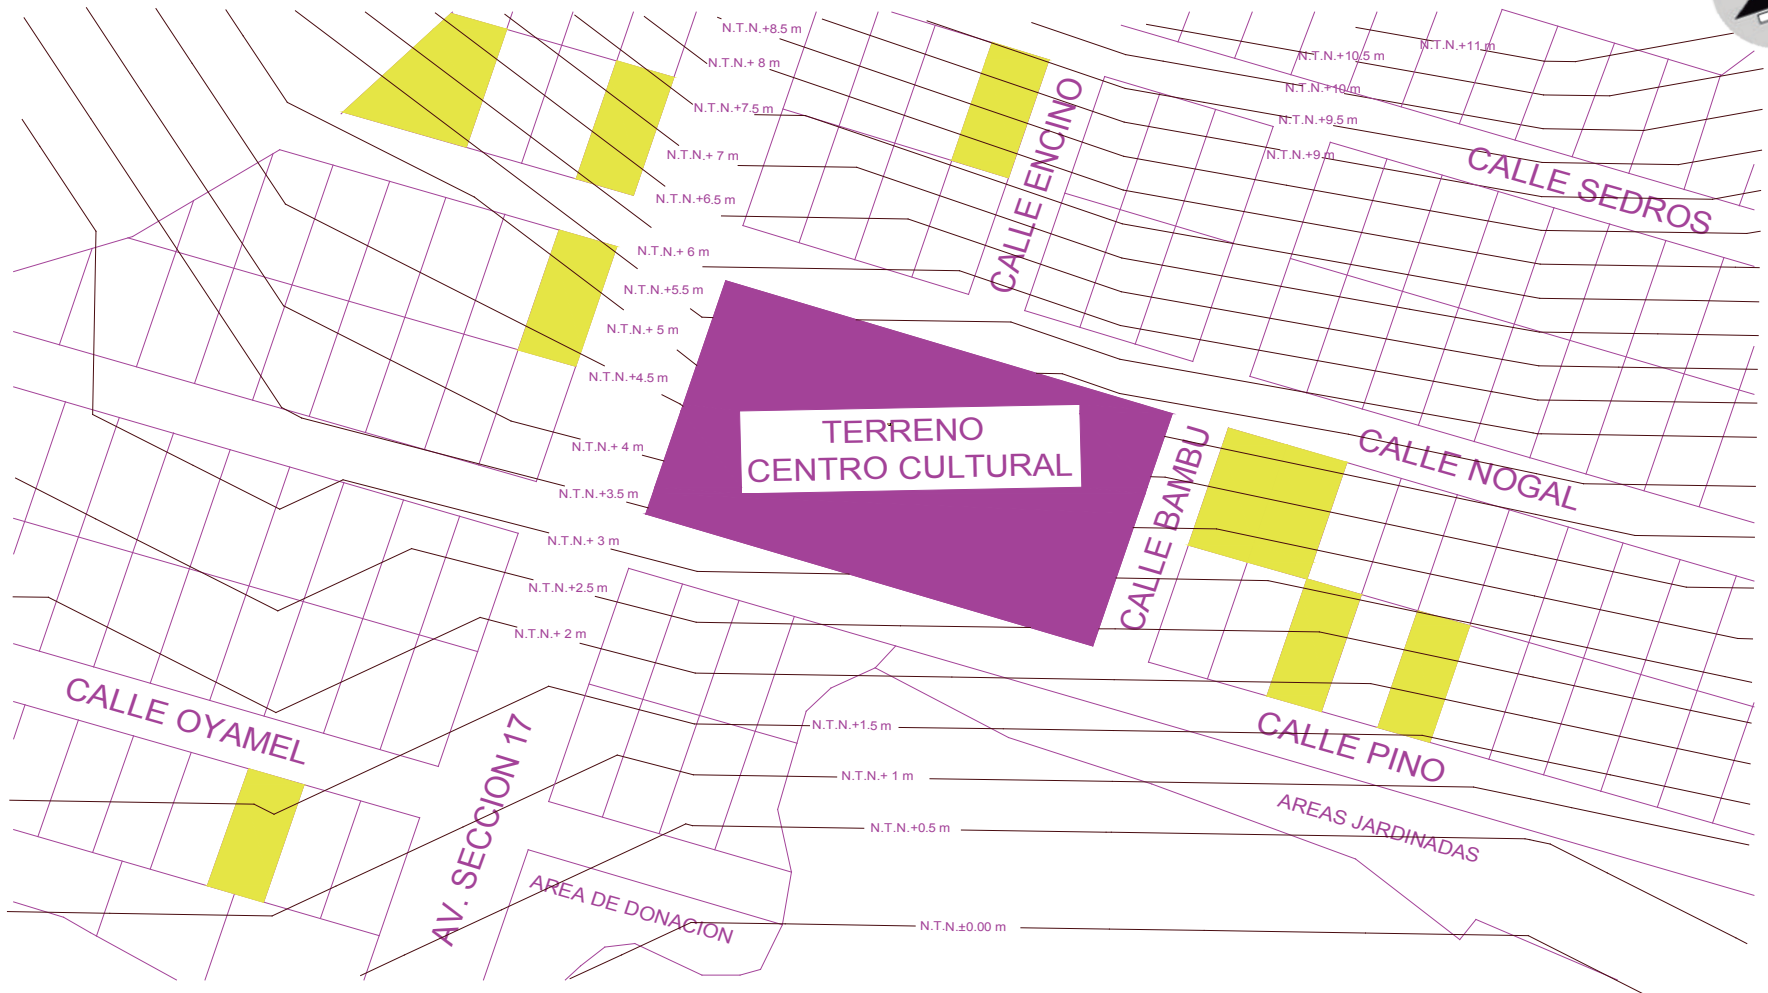 N.T.N.+8.5 m
N.T.N.+ 8 m
N.T.N.+7.5 m
N.T.N.+ 7 m
N.T.N.+6.5 m
N.T.N.+ 6 m
N.T.N.+5.5 m
N.T.N.+ 5 m
N.T.N.+4.5 m
N.T.N.+ 4 m
N.T.N.+3.5 m
N.T.N.+ 3 m
N.T.N.+2.5 m
N.T.N.+ 2 m
N.T.N.+11 m
N.T.N.+10.5 m
N.T.N.+10 m
N.T.N.+9.5 m
N.T.N.+9 m
CALLE ENCINO
CALLE SEDROS
TERRENO
CENTRO CULTURAL
CALLE BAMBU
CALLE NOGAL
CALLE OYAMEL
AV. SECCION 17
CALLE PINO
N.T.N.+1.5 m
N.T.N.+ 1 m
N.T.N.+0.5 m
AREAS JARDINADAS
AREA DE DONACION
N.T.N.±0.00 m